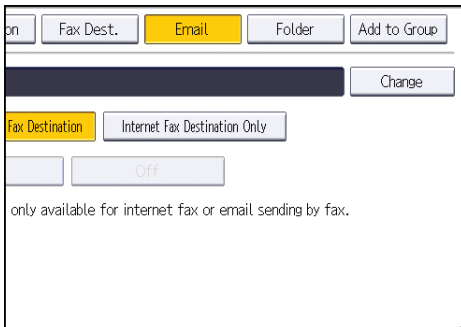 on Fax Dest. Email Folder Add to Group
Change
Fax Destination Internet Fax Destination Only
Off
only available for internet fax or email sending by fax.